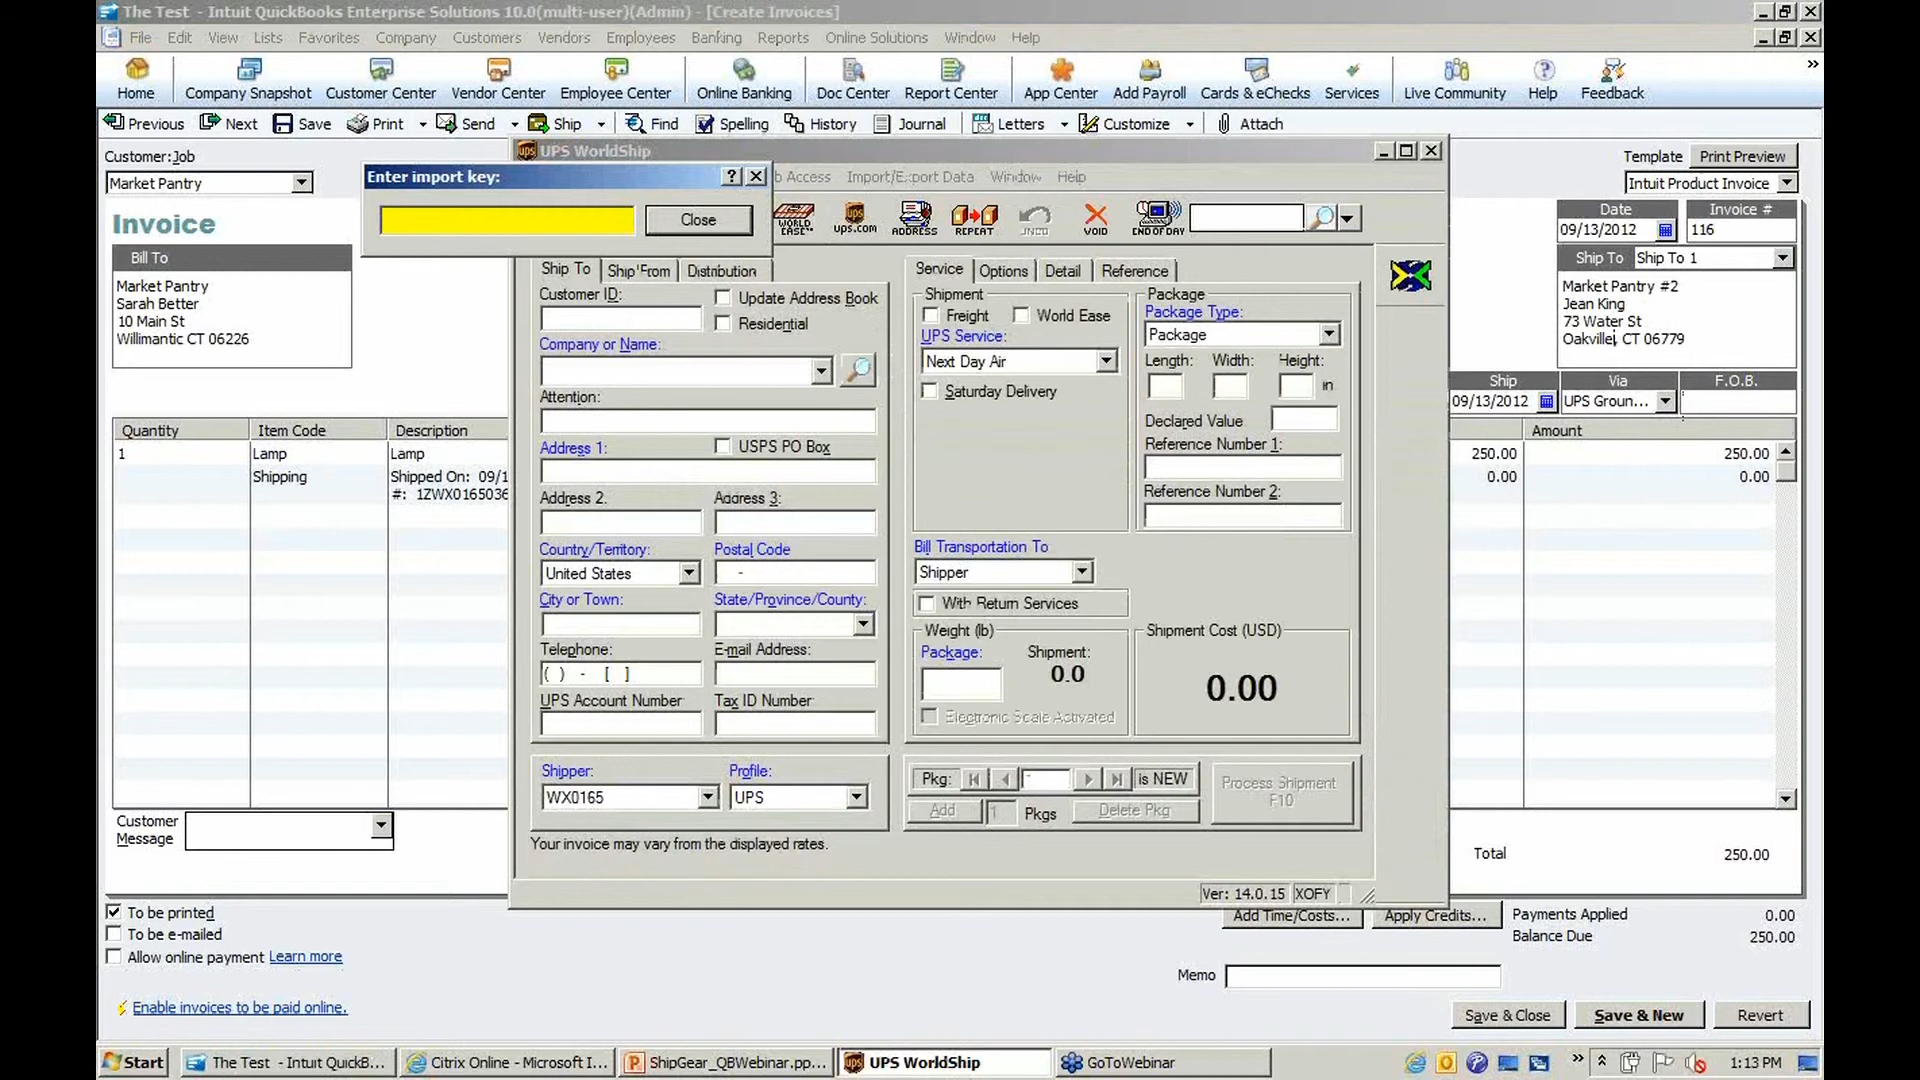 The Test - Intuit QuickBooks Enterprise Solutions 10.0(multi-user)(Admin) - [Create Invoices]
File Edit View Lists Favorites Company Customers Vendors Employees Banking Reports Online Solutions Window Help
Home Company Snapshot Customer Center Vendor Center Employee Center Online Banking Doc Center Report Center App Center Add Payroll Cards & eChecks Services Live Community Help Feedback
Previous Next Save Print Send Ship Find Spelling History Journal Letters Customize Attach
Customer:Job
Market Pantry
Template Print Preview
Intuit Product Invoice
Invoice
Bill To
Market Pantry
Sarah Better
10 Main St
Willimantic CT 06226
Date Invoice #
09/13/2012 116
Ship To Ship To 1
Market Pantry #2
Jean King
73 Water St
Oakville, CT 06779
Ship Via F.O.B.
09/13/2012 UPS Groun...
Quantity Item Code Description Amount
1 Lamp Lamp 250.00 250.00
Shipping Shipped On: 09/1 0.00 0.00
#: 1ZWX0165036
Customer
Message
Total 250.00
UPS WorldShip
Enter import key:
Close
Import/Export Data Window Help
WORLD EASE ups.com ADDRESS REPEAT UNDO VOID END OF DAY
Ship To Ship From Distribution
Customer ID:
Update Address Book
Residential
Company or Name:
Attention:
Address 1:
USPS PO Box
Address 2: Address 3:
Country/Territory: Postal Code
United States -
City or Town: State/Province/County:
Telephone: E-mail Address:
( ) - [ ]
UPS Account Number Tax ID Number
Shipper: Profile:
WX0165 UPS
Your invoice may vary from the displayed rates.
Service Options Detail Reference
Shipment
Freight World Ease
UPS Service:
Next Day Air
Saturday Delivery
Package
Package Type:
Package
Length: Width: Height:
in
Declared Value
Reference Number 1:
Reference Number 2:
Bill Transportation To
Shipper
With Return Services
Weight (lb)
Package: Shipment:
0.0
Electronic Scale Activated
Shipment Cost (USD)
0.00
Pkg: is NEW
Add 1 Pkgs Delete Pkg
Process Shipment
F10
Ver: 14.0.15 XOFY
To be printed
To be e-mailed
Allow online payment Learn more
Enable invoices to be paid online.
Add Time/Costs... Apply Credits... Payments Applied 0.00
Balance Due 250.00
Memo
Save & Close Save & New Revert
Start The Test - Intuit QuickB... Citrix Online - Microsoft I... ShipGear_QBWebinar.pp... UPS WorldShip GoToWebinar 1:13 PM